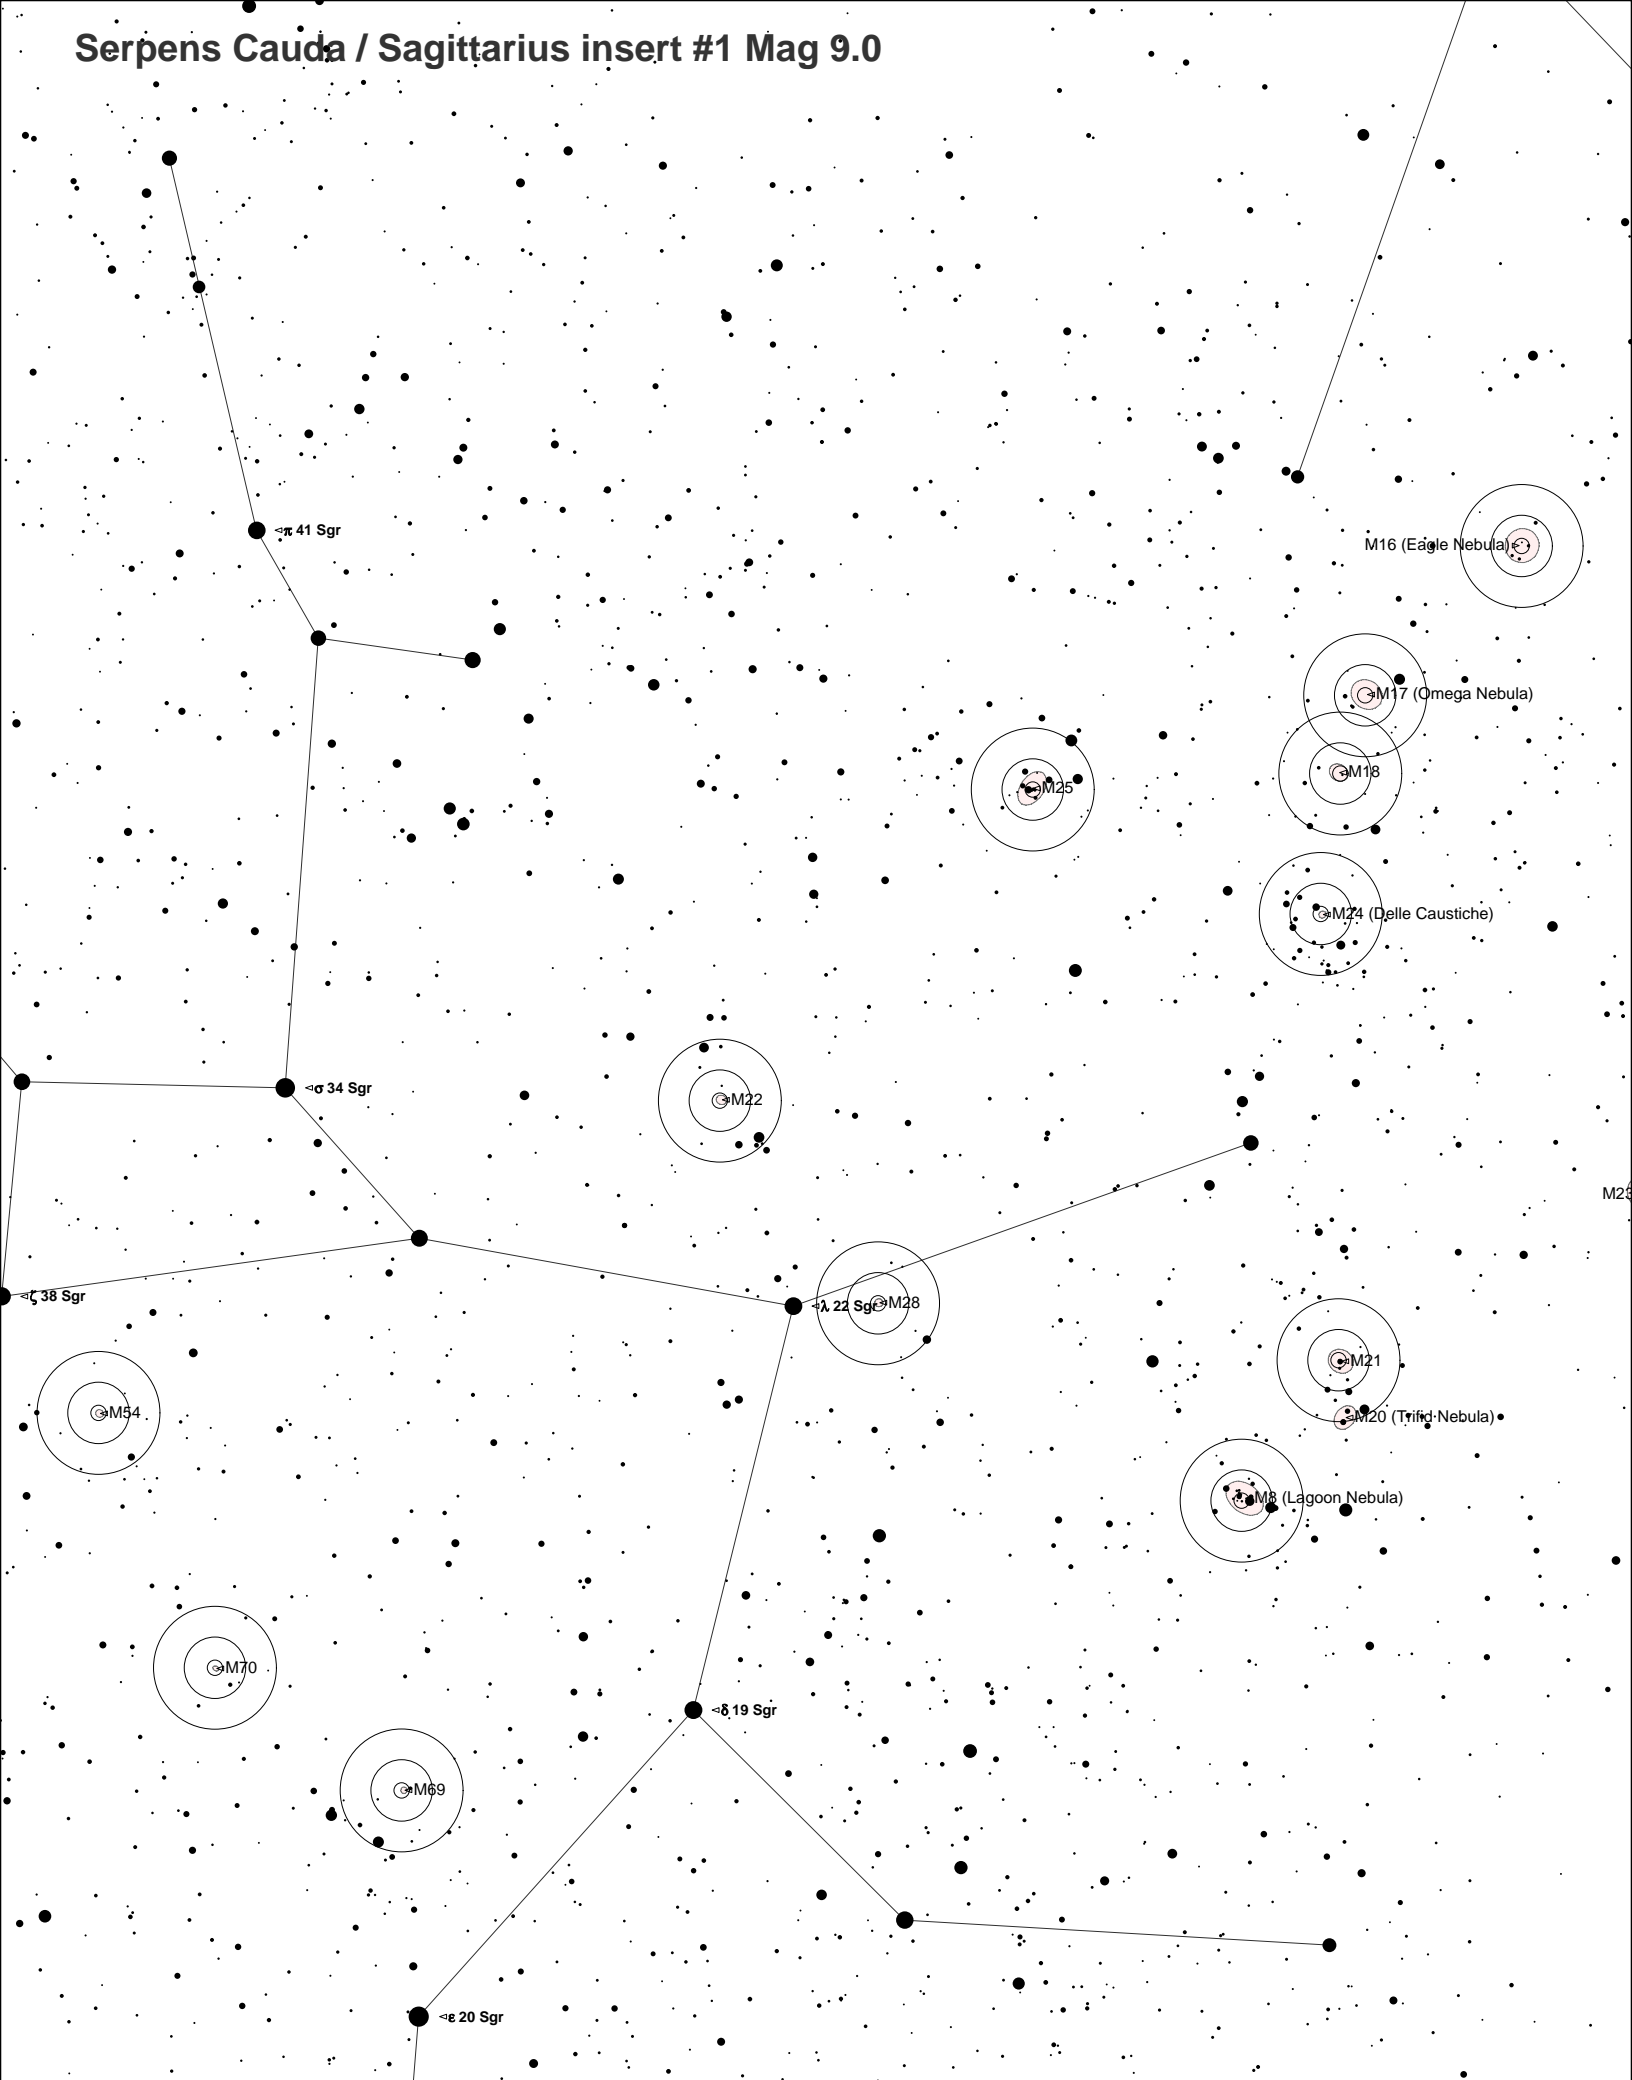 Serpens Cauda / Sagittarius insert #1 Mag 9.0
π 41 Sgr
M16 (Eagle Nebula)
M17 (Omega Nebula)
M18
M25
M24 (Delle Caustiche)
σ 34 Sgr
M22
M23
ζ 38 Sgr
λ 22 Sgr
M28
M21
M54
M20 (Trifid Nebula)
M8 (Lagoon Nebula)
M70
δ 19 Sgr
M69
ε 20 Sgr